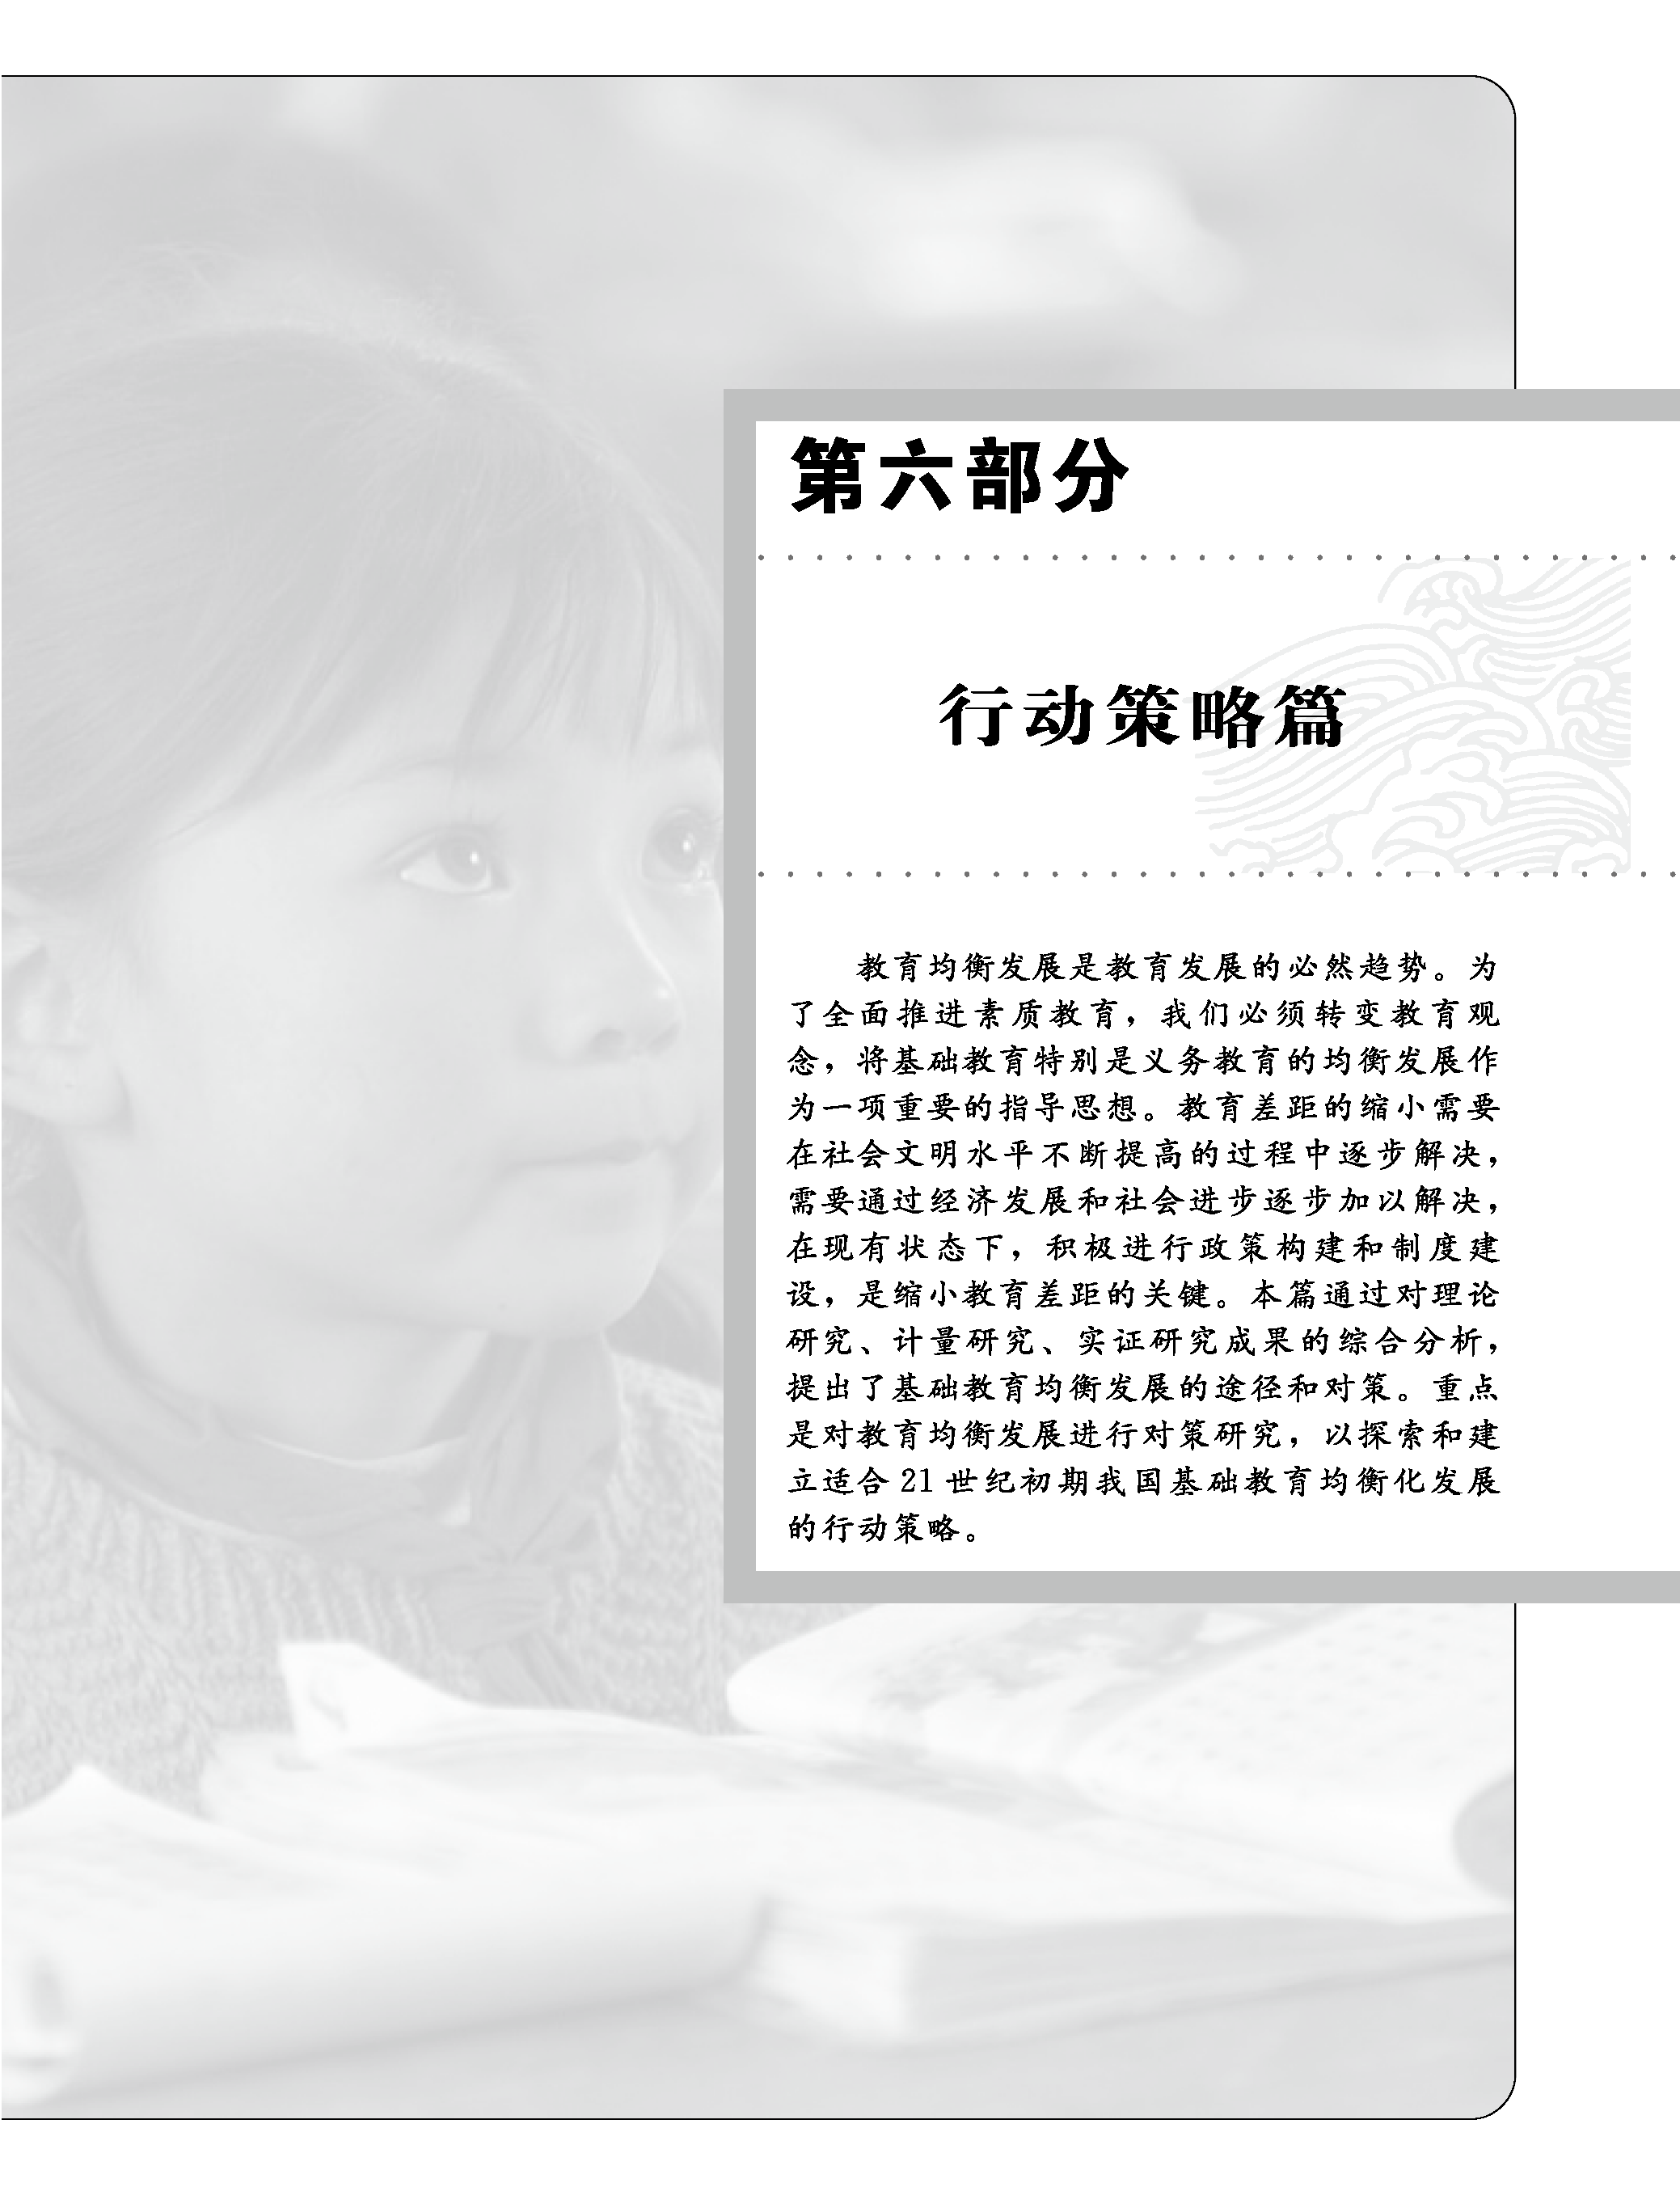 第六部分
行动策略篇
教育均衡发展是教育发展的必然趋势。为
了全面推进素质教育，我们必须转变教育观
念，将基础教育特别是义务教育的均衡发展作
为一项重要的指导思想。教育差距的缩小需要
在社会文明水平不断提高的过程中逐步解决，
需要通过经济发展和社会进步逐步加以解决，
在现有状态下，积极进行政策构建和制度建
设，是缩小教育差距的关键。本篇通过对理论
研究、计量研究、实证研究成果的综合分析，
提出了基础教育均衡发展的途径和对策。重点
是对教育均衡发展进行对策研究，以探索和建
立适合 21 世纪初期我国基础教育均衡化发展
的行动策略。